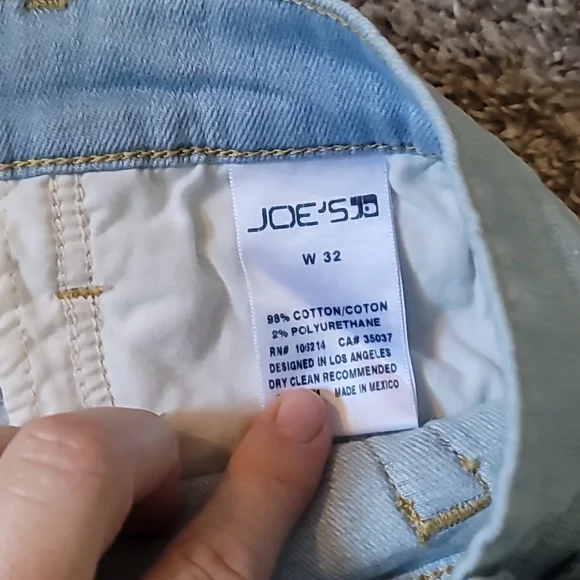 JOE'S
W 32
98% COTTON/COTON
2% POLYURETHANE
RN# 106214 CA# 35037
DESIGNED IN LOS ANGELES
DRY CLEAN RECOMMENDED
MADE IN MEXICO